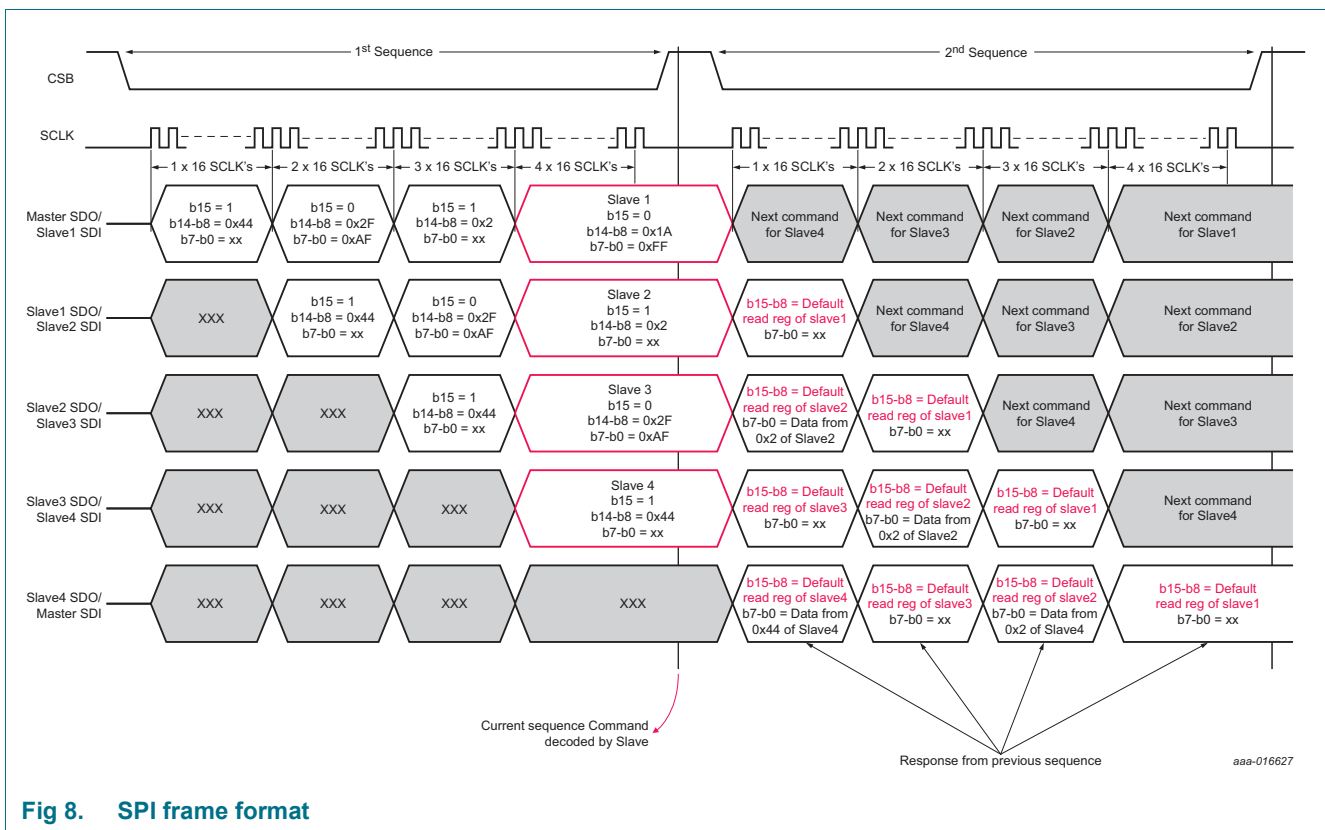 1st Sequence
2nd Sequence
CSB
SCLK
1 x 16 SCLK's
2 x 16 SCLK's
3 x 16 SCLK's
4 x 16 SCLK's
1 x 16 SCLK's
2 x 16 SCLK's
3 x 16 SCLK's
4 x 16 SCLK's
Master SDO/
Slave1 SDI
b15 = 1
b14-b8 = 0x44
b7-b0 = xx
b15 = 0
b14-b8 = 0x2F
b7-b0 = 0xAF
b15 = 1
b14-b8 = 0x2
b7-b0 = xx
Slave 1
b15 = 0
b14-b8 = 0x1A
b7-b0 = 0xFF
Next command
for Slave4
Next command
for Slave3
Next command
for Slave2
Next command
for Slave1
Slave1 SDO/
Slave2 SDI
XXX
b15 = 1
b14-b8 = 0x44
b7-b0 = xx
b15 = 0
b14-b8 = 0x2F
b7-b0 = 0xAF
Slave 2
b15 = 1
b14-b8 = 0x2
b7-b0 = xx
b15-b8 = Default
read reg of slave1
b7-b0 = xx
Next command
for Slave4
Next command
for Slave3
Next command
for Slave2
Slave2 SDO/
Slave3 SDI
XXX
XXX
b15 = 1
b14-b8 = 0x44
b7-b0 = xx
Slave 3
b15 = 0
b14-b8 = 0x2F
b7-b0 = 0xAF
b15-b8 = Default
read reg of slave2
b7-b0 = Data from
0x2 of Slave2
b15-b8 = Default
read reg of slave1
b7-b0 = xx
Next command
for Slave4
Next command
for Slave3
Slave3 SDO/
Slave4 SDI
XXX
XXX
XXX
Slave 4
b15 = 1
b14-b8 = 0x44
b7-b0 = xx
b15-b8 = Default
read reg of slave3
b7-b0 = xx
b15-b8 = Default
read reg of slave2
b7-b0 = Data from
0x2 of Slave2
b15-b8 = Default
read reg of slave1
b7-b0 = xx
Next command
for Slave4
Slave4 SDO/
Master SDI
XXX
XXX
XXX
XXX
b15-b8 = Default
read reg of slave4
b7-b0 = Data from
0x44 of Slave4
b15-b8 = Default
read reg of slave3
b7-b0 = xx
b15-b8 = Default
read reg of slave2
b7-b0 = Data from
0x2 of Slave4
b15-b8 = Default
read reg of slave1
b7-b0 = xx
Current sequence Command
decoded by Slave
Response from previous sequence
aaa-016627
Fig 8. SPI frame format